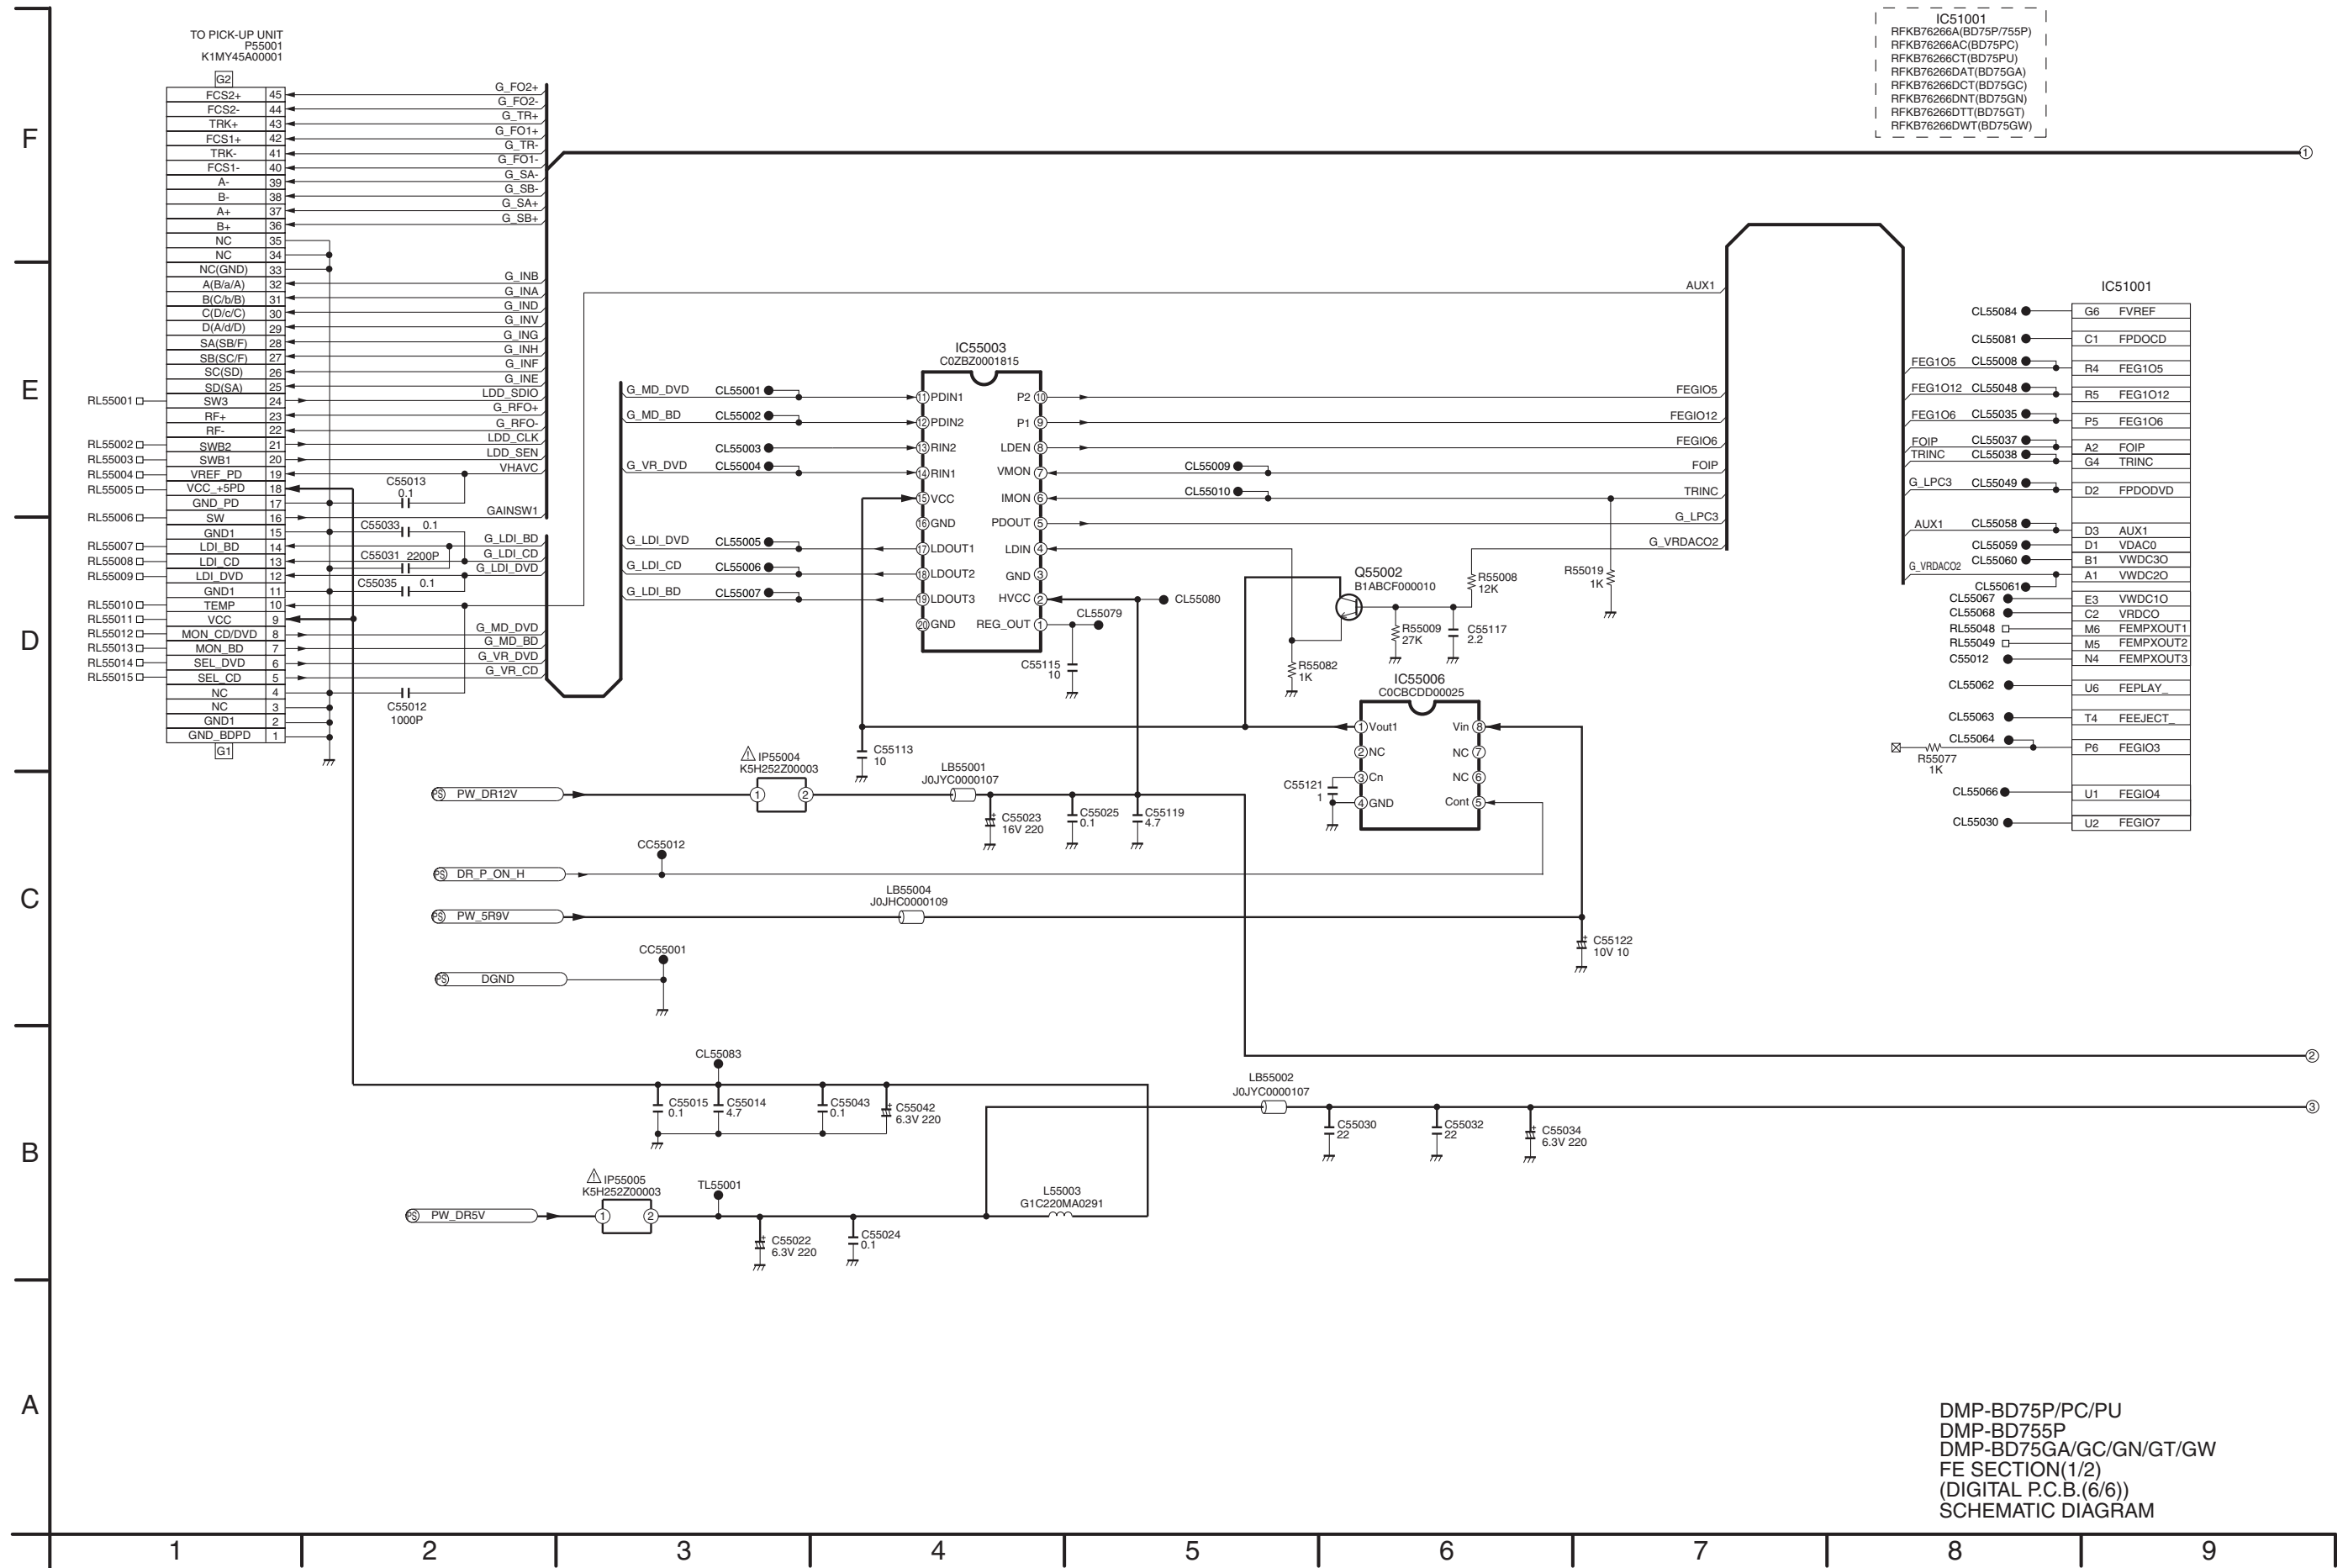 TO PICK-UP UNIT
P55001
K1MY45A00001
G2
FCS2+ 45 G_FO2+
FCS2- 44 G_FO2-
TRK+ 43 G_TR+
FCS1+ 42 G_FO1+
TRK- 41 G_TR-
FCS1- 40 G_FO1-
A- 39 G_SA-
B- 38 G_SB-
A+ 37 G_SA+
B+ 36 G_SB+
NC 35
NC 34
NC(GND) 33
A(B/a/A) 32 G_INB
B(C/b/B) 31 G_INA
C(D/c/C) 30 G_IND
D(A/d/D) 29 G_INV
SA(SB/F) 28 G_ING
SB(SC/F) 27 G_INH
SC(SD) 26 G_INF
SD(SA) 25 G_INE
RL55001 SW3 24 LDD_SDIO
RF+ 23 G_RFO+
RF- 22 G_RFO-
RL55002 SWB2 21 LDD_CLK
RL55003 SWB1 20 LDD_SEN
RL55004 VREF_PD 19 VHAVC
RL55005 VCC_+5PD 18
GND_PD 17
RL55006 SW 16 GAINSW1
GND1 15
RL55007 LDI_BD 14 G_LDI_BD
RL55008 LDI_CD 13 G_LDI_CD
RL55009 LDI_DVD 12 G_LDI_DVD
GND1 11
RL55010 TEMP 10
RL55011 VCC 9
RL55012 MON_CD/DVD 8 G_MD_DVD
RL55013 MON_BD 7 G_MD_BD
RL55014 SEL_DVD 6 G_VR_DVD
RL55015 SEL_CD 5 G_VR_CD
NC 4
NC 3
GND1 2
GND_BDPD 1
G1
C55013
0.1
C55033 0.1
C55031 2200P
C55035 0.1
C55012
1000P
G_MD_DVD CL55001
G_MD_BD CL55002
CL55003
G_VR_DVD CL55004
G_LDI_DVD CL55005
G_LDI_CD CL55006
G_LDI_BD CL55007
IC55003
C0ZBZ0001815
11 PDIN1 P2 10
12 PDIN2 P1 9
13 RIN2 LDEN 8
14 RIN1 VMON 7
15 VCC IMON 6
16 GND PDOUT 5
17 LDOUT1 LDIN 4
18 LDOUT2 GND 3
19 LDOUT3 HVCC 2
20 GND REG_OUT 1
CL55009
CL55010
CL55080
CL55079
C55115
10
AUX1
FEGIO5
FEGIO12
FEGIO6
FOIP
TRINC
G_LPC3
G_VRDACO2
Q55002
B1ABCF000010
R55008
12K
R55019
1K
R55009
27K
C55117
2.2
R55082
1K
IC55006
C0CBCDD00025
1 Vout1 Vin 8
2 NC NC 7
3 Cn NC 6
4 GND Cont 5
C55121
1
C55113
10
IC51001
RFKB76266A(BD75P/755P)
RFKB76266AC(BD75PC)
RFKB76266CT(BD75PU)
RFKB76266DAT(BD75GA)
RFKB76266DCT(BD75GC)
RFKB76266DNT(BD75GN)
RFKB76266DTT(BD75GT)
RFKB76266DWT(BD75GW)
1
IC51001
CL55084 G6 FVREF
CL55081 C1 FPDOCD
FEG1O5 CL55008 R4 FEG1O5
FEG1O12 CL55048 R5 FEG1O12
FEG1O6 CL55035 P5 FEG1O6
FOIP CL55037 A2 FOIP
TRINC CL55038 G4 TRINC
G_LPC3 CL55049 D2 FPDODVD
AUX1 CL55058 D3 AUX1
CL55059 D1 VDAC0
CL55060 B1 VWDC3O
G_VRDACO2 A1 VWDC2O
CL55061
CL55067 E3 VWDC1O
CL55068 C2 VRDCO
RL55048 M6 FEMPXOUT1
RL55049 M5 FEMPXOUT2
C55012 N4 FEMPXOUT3
CL55062 U6 FEPLAY_
CL55063 T4 FEEJECT_
CL55064 P6 FEGIO3
R55077
1K
CL55066 U1 FEGIO4
CL55030 U2 FEGIO7
PS PW_DR12V
IP55004
K5H252Z00003
1 2
LB55001
J0JYC0000107
C55023
16V 220
C55025
0.1
C55119
4.7
PS DR_P_ON_H
CC55012
PS PW_5R9V
LB55004
J0JHC0000109
C55122
10V 10
PS DGND
CC55001
2
CL55083
C55015
0.1
C55014
4.7
C55043
0.1
C55042
6.3V 220
LB55002
J0JYC0000107
C55030
22
C55032
22
C55034
6.3V 220
3
PS PW_DR5V
IP55005
K5H252Z00003
1 2
TL55001
C55022
6.3V 220
C55024
0.1
L55003
G1C220MA0291
DMP-BD75P/PC/PU
DMP-BD755P
DMP-BD75GA/GC/GN/GT/GW
FE SECTION(1/2)
(DIGITAL P.C.B.(6/6))
SCHEMATIC DIAGRAM
F
E
D
C
B
A
1 2 3 4 5 6 7 8 9